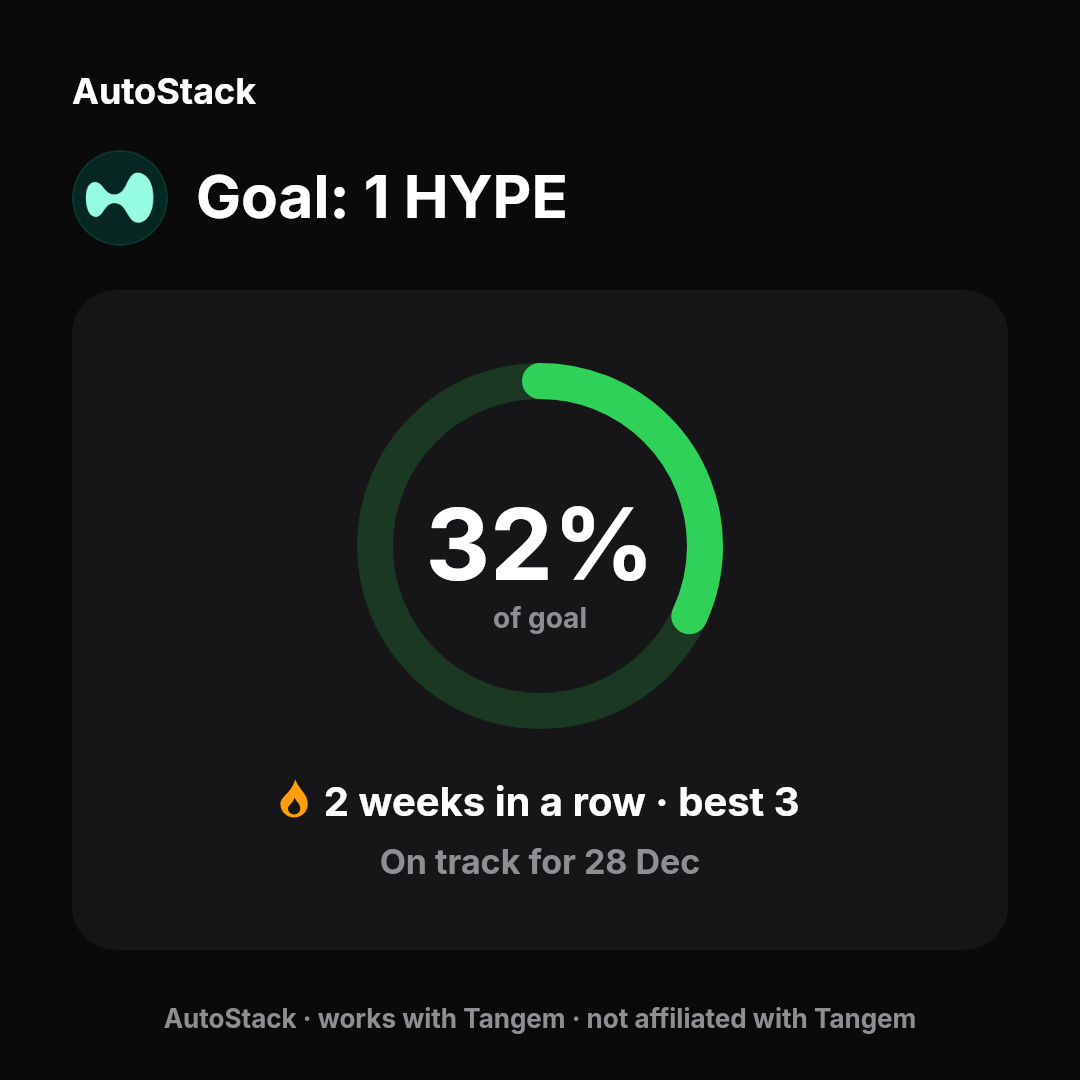 AutoStack
Goal: 1 HYPE
32%
of goal
2 weeks in a row · best 3
On track for 28 Dec
AutoStack · works with Tangem · not affiliated with Tangem